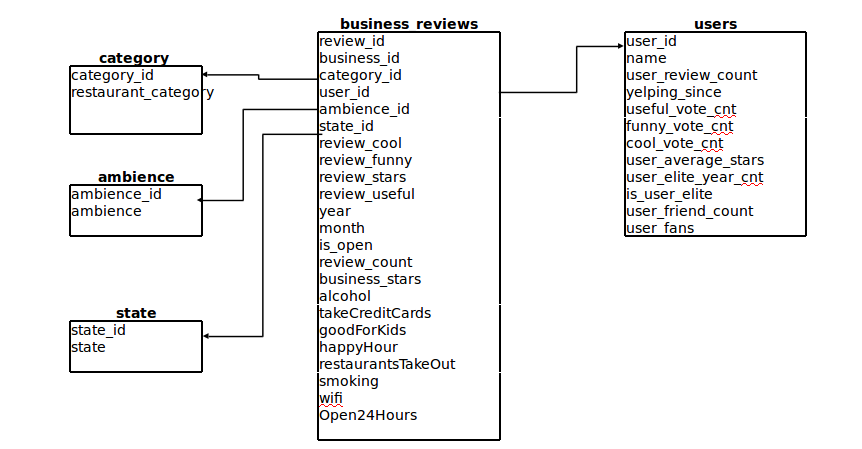 business_reviews
review_id
business_id
category_id
user_id
ambience_id
state_id
review_cool
review_funny
review_stars
review_useful
year
month
is_open
review_count
business_stars
alcohol
takeCreditCards
goodForKids
happyHour
restaurantsTakeOut
smoking
wifi
Open24Hours
users
user_id
name
user_review_count
yelping_since
useful_vote_cnt
funny_vote_cnt
cool_vote_cnt
user_average_stars
user_elite_year_cnt
is_user_elite
user_friend_count
user_fans
category
category_id
restaurant_category
ambience
ambience_id
ambience
state
state_id
state